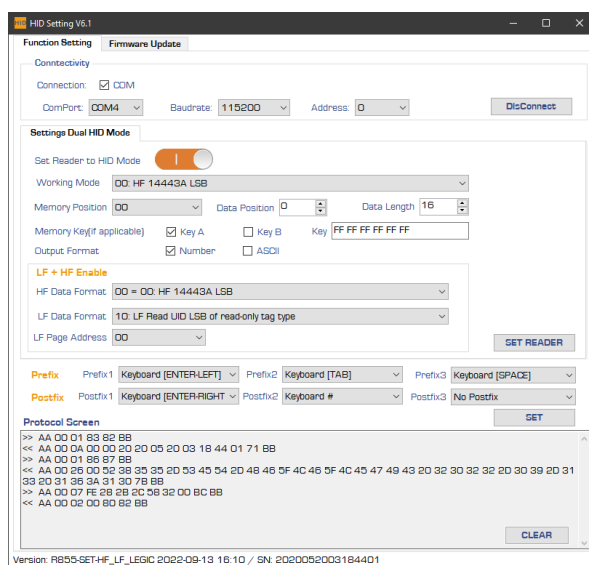 HID HID Setting V6.1
Function Setting Firmware Update
Conntectivity
Connection: COM
ComPort: COM4 Baudrate: 115200 Address: 0 DisConnect
Settings Dual HID Mode
Set Reader to HID Mode
Working Mode 00: HF 14443A LSB
Memory Position 00 Data Position 0 Data Length 16
Memory Key(if applicable) Key A Key B Key FF FF FF FF FF FF
Output Format Number ASCII
LF + HF Enable
HF Data Format 00 = 00: HF 14443A LSB
LF Data Format 10: LF Read UID LSB of read-only tag type
LF Page Address 00
SET READER
Prefix Prefix1 Keyboard [ENTER-LEFT] Prefix2 Keyboard [TAB] Prefix3 Keyboard [SPACE]
Postfix Postfix1 Keyboard [ENTER-RIGHT Postfix2 Keyboard # Postfix3 No Postfix
Protocol Screen SET
>> AA 00 01 83 82 BB
<< AA 00 0A 00 00 20 20 05 20 03 18 44 01 71 BB
>> AA 00 01 86 87 BB
<< AA 00 26 00 52 38 35 35 2D 53 45 54 2D 48 46 5F 4C 46 5F 4C 45 47 49 43 20 32 30 32 32 2D 30 39 2D 31
33 20 31 36 3A 31 30 7B BB
>> AA 00 07 FE 28 2B 2C 58 32 00 BC BB
<< AA 00 02 00 80 82 BB
CLEAR
Version: R855-SET-HF_LF_LEGIC 2022-09-13 16:10 / SN: 2020052003184401